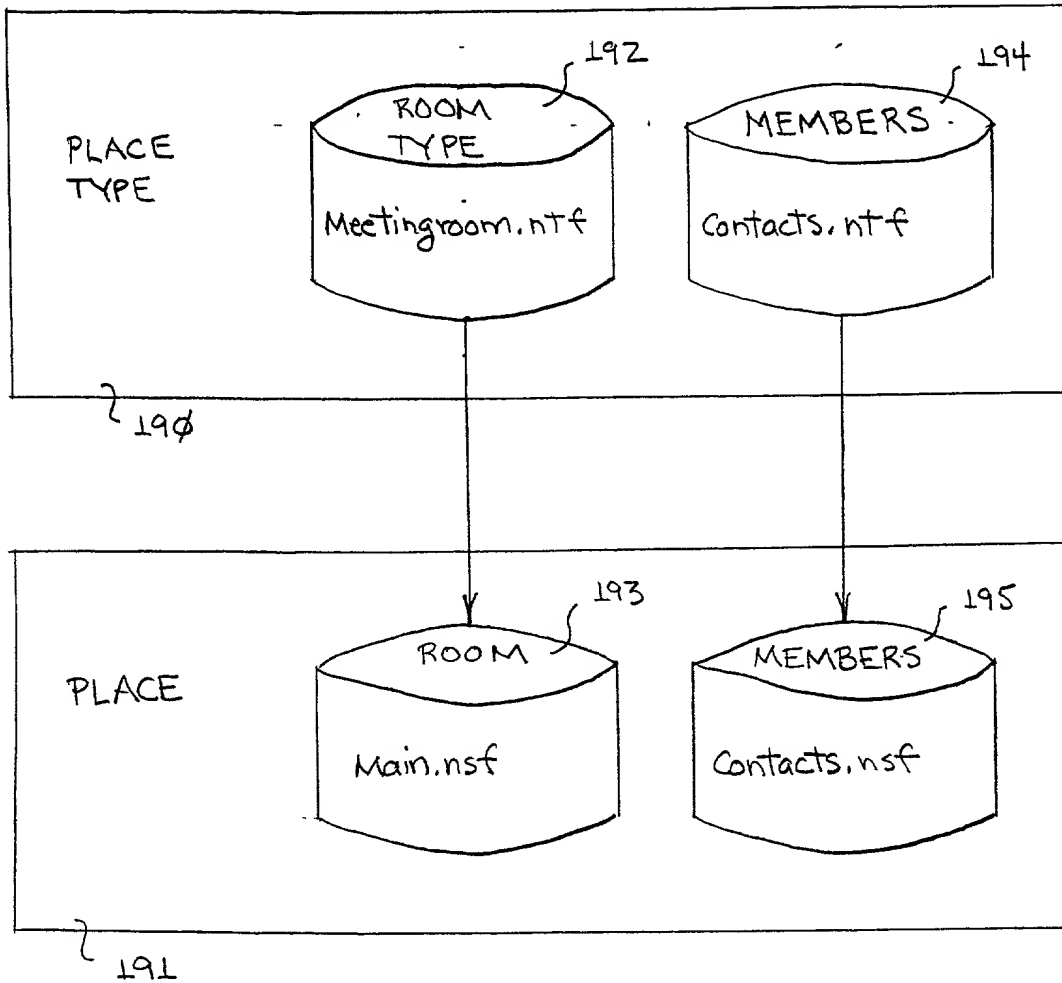 192
194
ROOM
TYPE
MEMBERS
PLACE
TYPE
Meetingroom.ntf
Contacts.ntf
190
193
195
ROOM
MEMBERS
PLACE
Main.nsf
Contacts.nsf
191